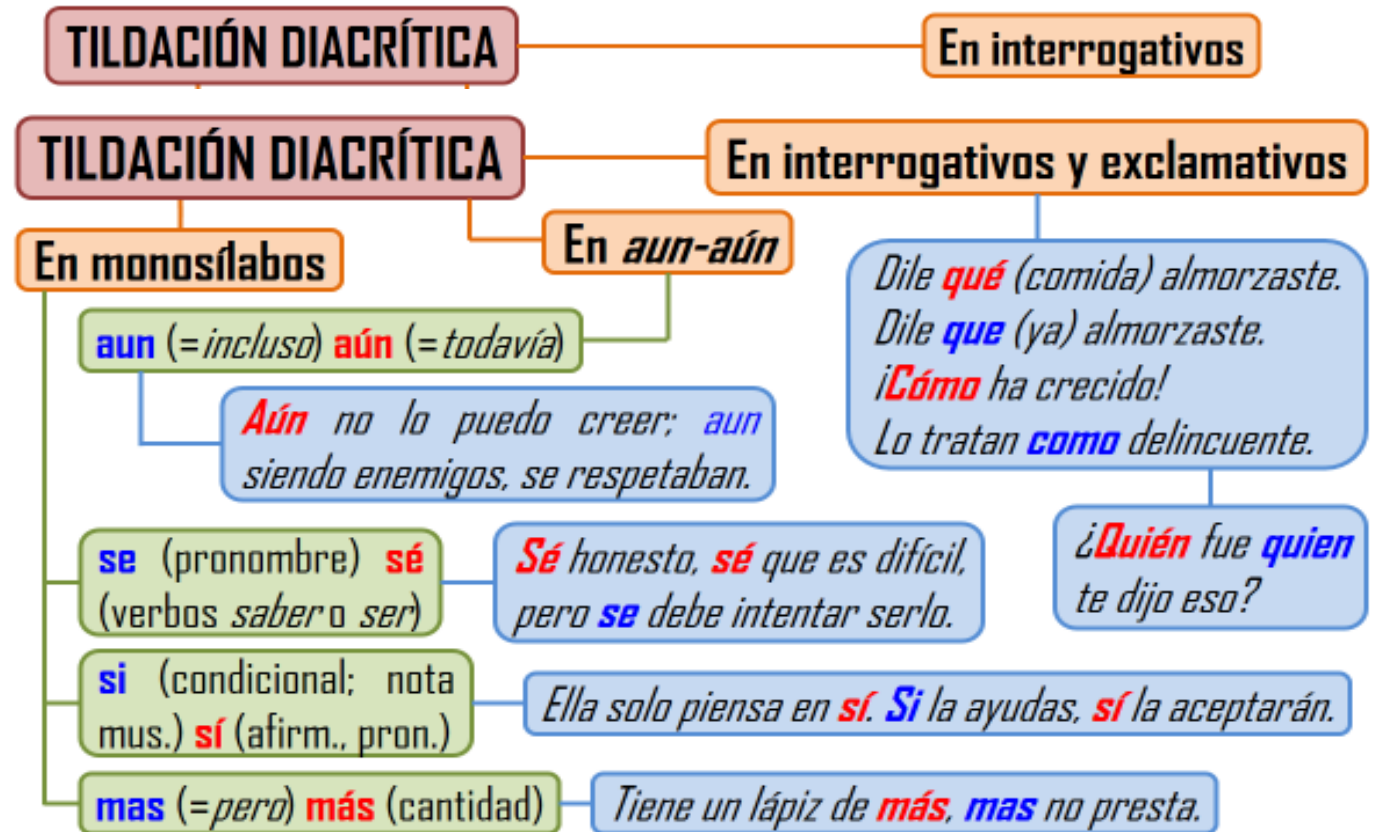 TILDACIÓN DIACRÍTICA
En interrogativos
TILDACIÓN DIACRÍTICA
En interrogativos y exclamativos
En monosílabos
En aun-aún
aun (=incluso) aún (=todavía)
Aún no lo puedo creer; aun
siendo enemigos, se respetaban.
Dile qué (comida) almorzaste.
Dile que (ya) almorzaste.
¡Cómo ha crecido!
Lo tratan como delincuente.
¿Quién fue quien
te dijo eso?
se (pronombre) sé
(verbos saber o ser)
Sé honesto, sé que es difícil,
pero se debe intentar serlo.
si (condicional; nota
mus.) sí (afirm., pron.)
Ella solo piensa en sí. Si la ayudas, sí la aceptarán.
mas (=pero) más (cantidad)
Tiene un lápiz de más, mas no presta.